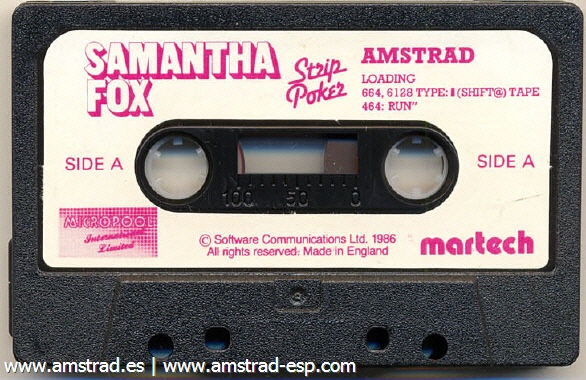 SAMANTHA
FOX
Strip
Poker
AMSTRAD
LOADING
664, 6128 TYPE: | (SHIFT@) TAPE
464: RUN"
SIDE A
SIDE A
100 50 0
MICROPOOL
International
Limited
© Software Communications Ltd. 1986
All rights reserved: Made in England
martech
www.amstrad.es | www.amstrad-esp.com